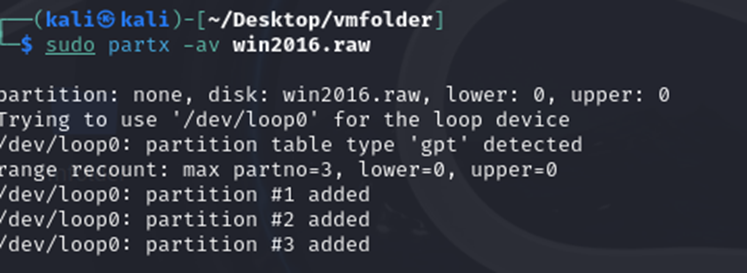 (kali㉿kali)-[~/Desktop/vmfolder]
$ sudo partx -av win2016.raw
partition: none, disk: win2016.raw, lower: 0, upper: 0
Trying to use '/dev/loop0' for the loop device
/dev/loop0: partition table type 'gpt' detected
range recount: max partno=3, lower=0, upper=0
/dev/loop0: partition #1 added
/dev/loop0: partition #2 added
/dev/loop0: partition #3 added